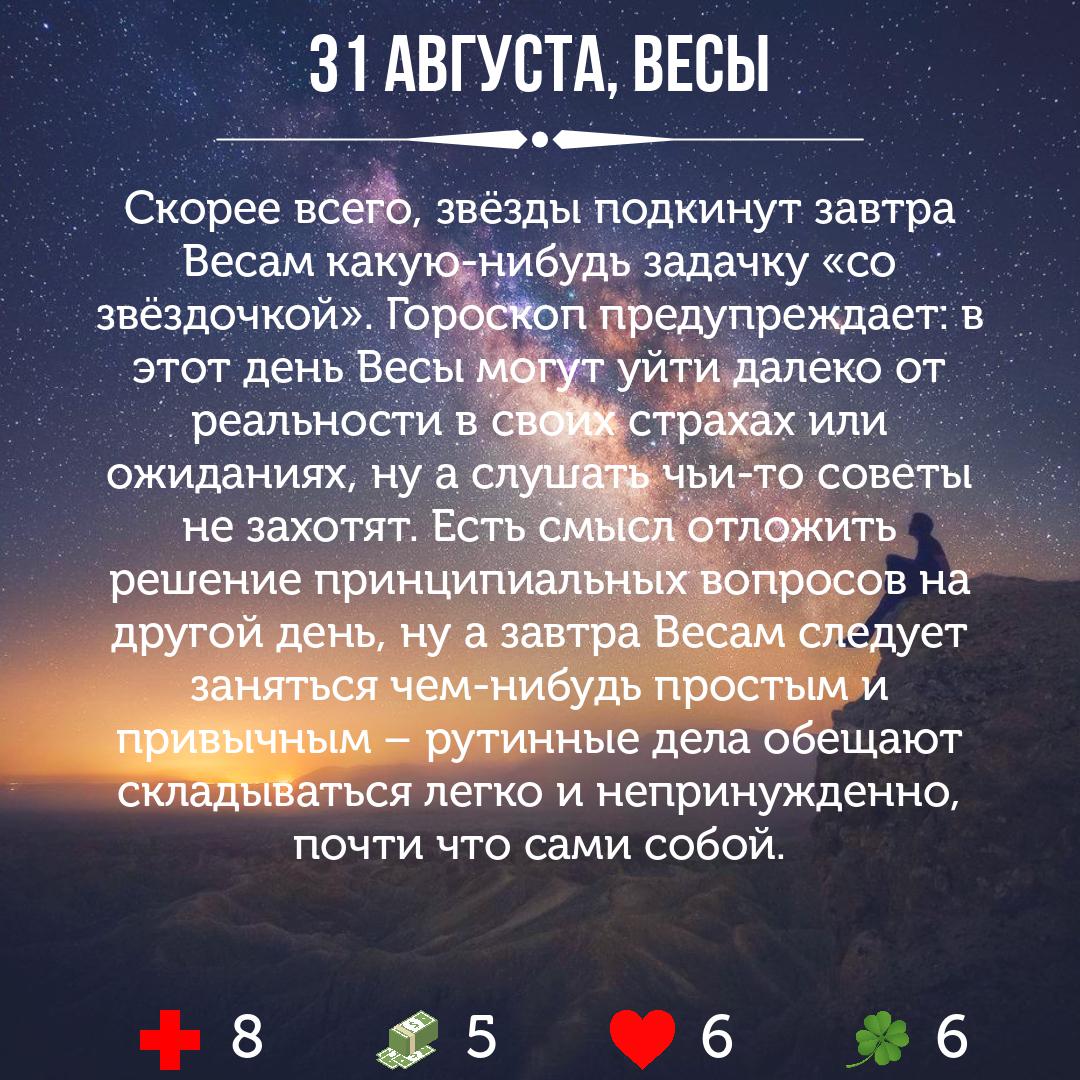 31 АВГУСТА, ВЕСЫ
Скорее всего, звёзды подкинут завтра
Весам какую-нибудь задачку «со
звёздочкой». Гороскоп предупреждает: в
этот день Весы могут уйти далеко от
реальности в своих страхах или
ожиданиях, ну а слушать чьи-то советы
не захотят. Есть смысл отложить
решение принципиальных вопросов на
другой день, ну а завтра Весам следует
заняться чем-нибудь простым и
привычным – рутинные дела обещают
складываться легко и непринужденно,
почти что сами собой.
8 5 6 6